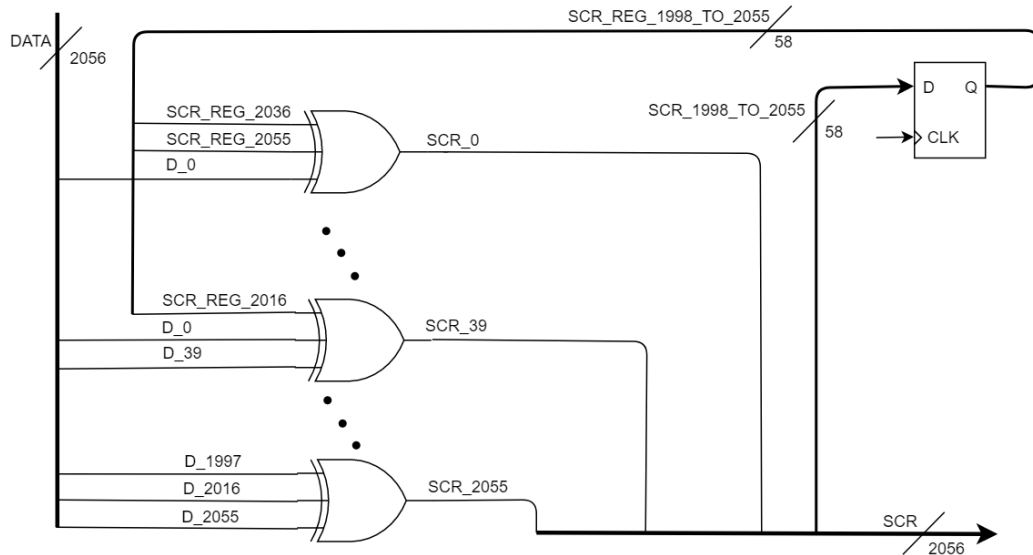 SCR_REG_1998_TO_2055
58
DATA
2056
D Q
CLK
SCR_1998_TO_2055
58
SCR_REG_2036
SCR_REG_2055
D_0
SCR_0
SCR_REG_2016
D_0
D_39
SCR_39
D_1997
D_2016
D_2055
SCR_2055
SCR
2056